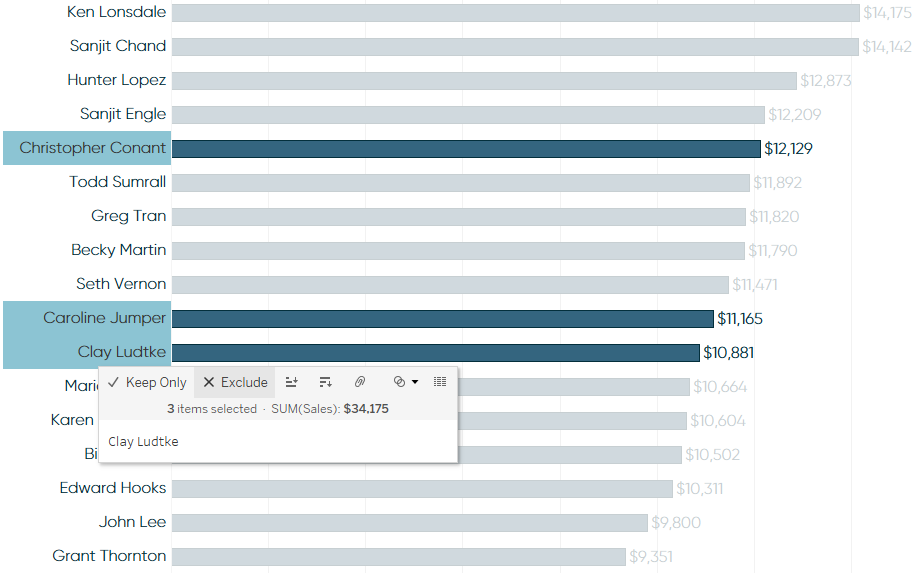 Ken Lonsdale $14,175
Sanjit Chand $14,142
Hunter Lopez $12,873
Sanjit Engle $12,209
Christopher Conant $12,129
Todd Sumrall $11,892
Greg Tran $11,820
Becky Martin $11,790
Seth Vernon $11,471
Caroline Jumper $11,165
Clay Ludtke $10,881
$10,664
Keep Only Exclude
3 items selected · SUM(Sales): $34,175
Karen $10,604
Clay Ludtke
$10,502
Edward Hooks $10,311
John Lee $9,800
Grant Thornton $9,351